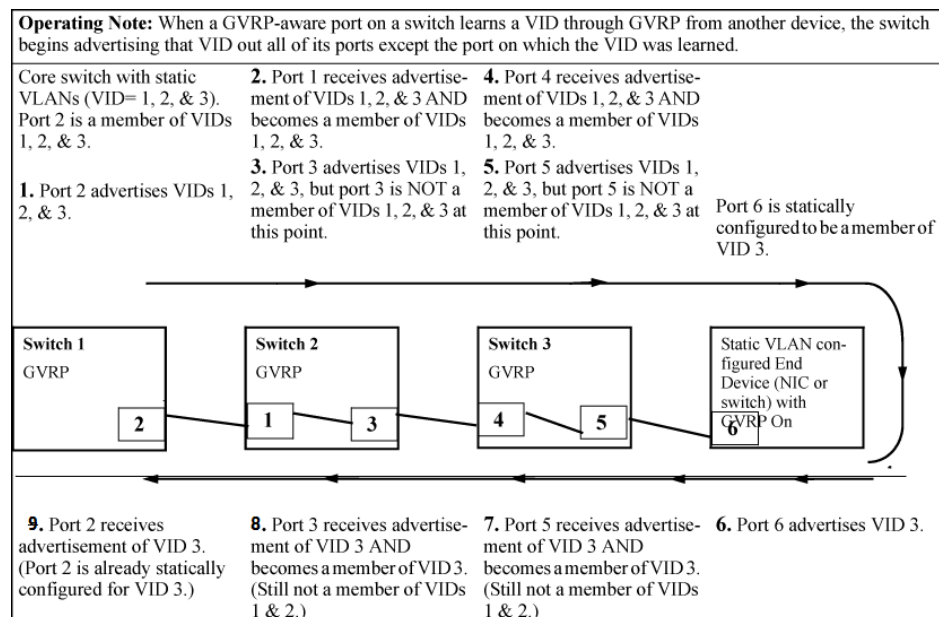 Operating Note: When a GVRP-aware port on a switch learns a VID through GVRP from another device, the switch
begins advertising that VID out all of its ports except the port on which the VID was learned.
Core switch with static
VLANs (VID= 1, 2, & 3).
Port 2 is a member of VIDs
1, 2, & 3.
1. Port 2 advertises VIDs 1,
2, & 3.
2. Port 1 receives advertise-
ment of VIDs 1, 2, & 3 AND
becomes a member of VIDs
1, 2, & 3.
3. Port 3 advertises VIDs 1,
2, & 3, but port 3 is NOT a
member of VIDs 1, 2, & 3 at
this point.
4. Port 4 receives advertise-
ment of VIDs 1, 2, & 3 AND
becomes a member of VIDs
1, 2, & 3.
5. Port 5 advertises VIDs 1,
2, & 3, but port 5 is NOT a
member of VIDs 1, 2, & 3 at
this point.
Port 6 is statically
configured to be a member of
VID 3.
Switch 1
GVRP
2
Switch 2
GVRP
1
3
Switch 3
GVRP
4
5
Static VLAN con-
figured End
Device (NIC or
switch) with
GVRP On
6
9. Port 2 receives
advertisement of VID 3.
(Port 2 is already statically
configured for VID 3.)
8. Port 3 receives advertise-
ment of VID 3 AND
becomes a member of VID 3.
(Still not a member of VIDs
1 & 2.)
7. Port 5 receives advertise-
ment of VID 3 AND
becomes a member of VID 3.
(Still not a member of VIDs
1 & 2.)
6. Port 6 advertises VID 3.